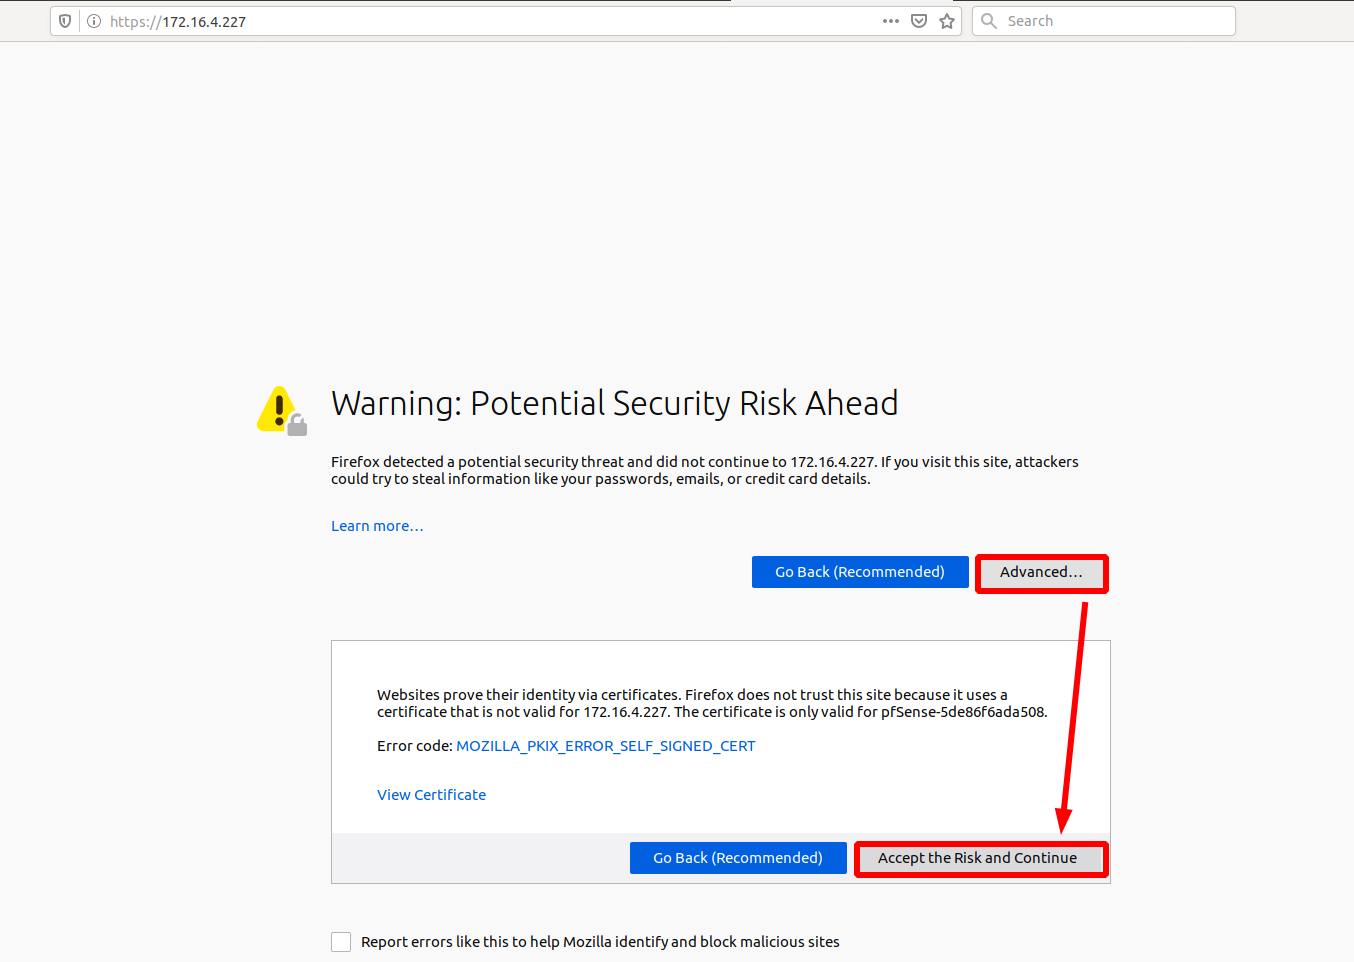 https://172.16.4.227
Search
Warning: Potential Security Risk Ahead
Firefox detected a potential security threat and did not continue to 172.16.4.227. If you visit this site, attackers
could try to steal information like your passwords, emails, or credit card details.
Learn more…
Go Back (Recommended)
Advanced…
Websites prove their identity via certificates. Firefox does not trust this site because it uses a
certificate that is not valid for 172.16.4.227. The certificate is only valid for pfSense-5de86f6ada508.
Error code: MOZILLA_PKIX_ERROR_SELF_SIGNED_CERT
View Certificate
Go Back (Recommended)
Accept the Risk and Continue
Report errors like this to help Mozilla identify and block malicious sites